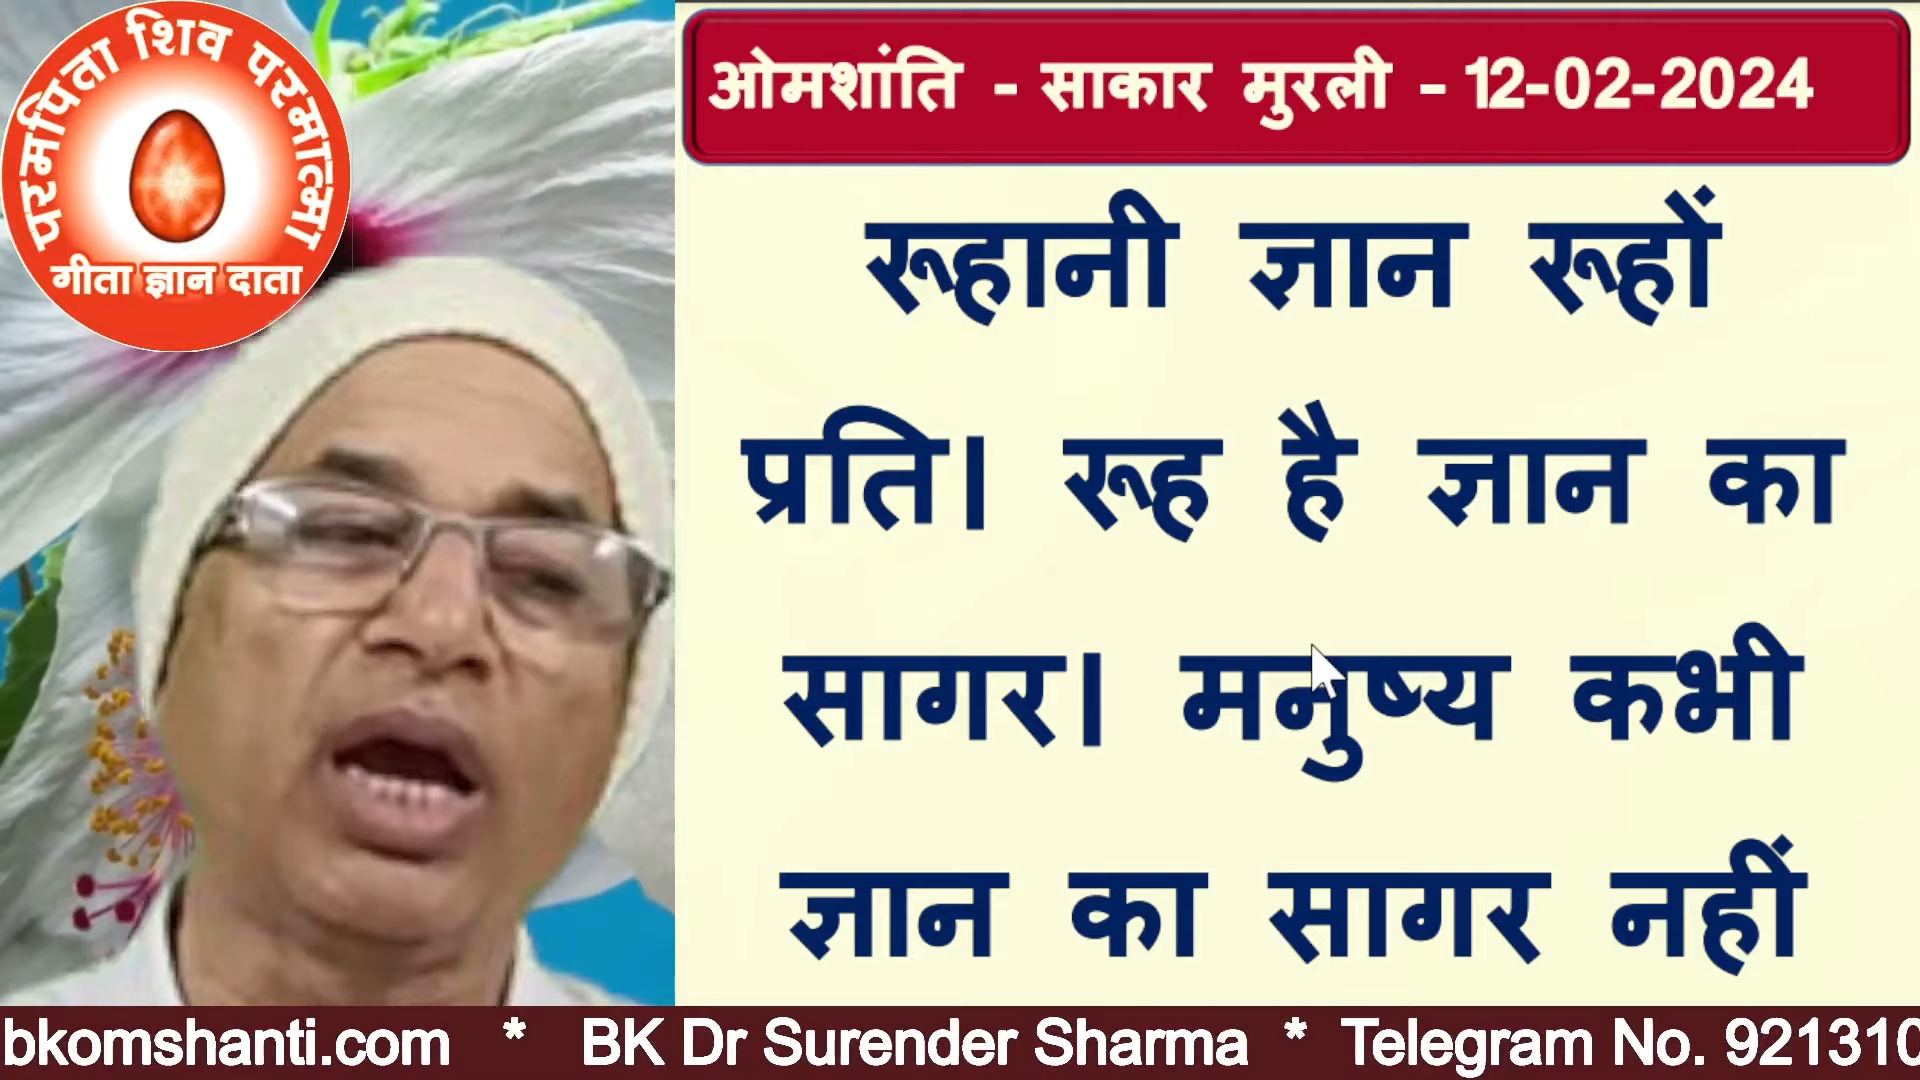 परमपिता शिव परमात्मा
गीता ज्ञान दाता
ओमशांति - साकार मुरली - 12-02-2024
रूहानी ज्ञान रूहों
प्रति। रूह है ज्ञान का
सागर। मनुष्य कभी
ज्ञान का सागर नहीं
bkomshanti.com * BK Dr Surender Sharma * Telegram No. 921310